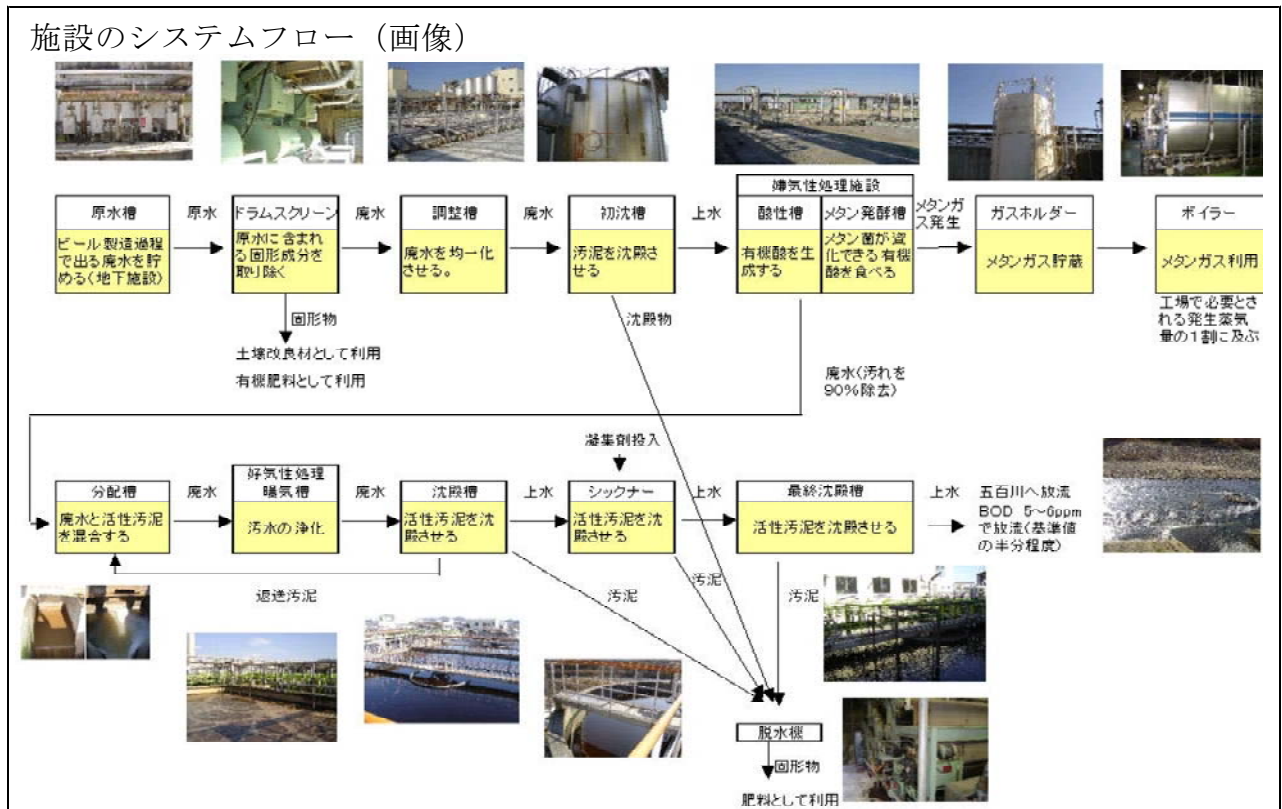 施設のシステムフロー（画像）
原水槽
ビール製造過程
で出る廃水を貯
める（地下施設）
原水
ドラムスクリーン
原水に含まれ
る固形成分を
取り除く
廃水
調整槽
廃水を均一化
させる。
廃水
初沈槽
汚泥を沈殿さ
せる
上水
嫌気性処理施設
酸性槽
有機酸を生
成する
メタン発酵槽
メタン菌が資
化できる有機
酸を食べる
メタンガ
ス発生
ガスホルダー
メタンガス貯蔵
ボイラー
メタンガス利用
工場で必要とさ
れる発生蒸気
量の１割に及ぶ
固形物
土壌改良材として利用
有機肥料として利用
沈殿物
廃水（汚れを
90%除去）
凝集剤投入
分配槽
廃水と活性汚泥
を混合する
廃水
好気性処理
曝気槽
汚水の浄化
廃水
沈殿槽
活性汚泥を沈
殿させる
上水
シックナー
活性汚泥を沈
殿させる
上水
最終沈殿槽
活性汚泥を沈殿させる
上水
五百川へ放流
BOD 5～6ppm
で放流（基準値
の半分程度）
返送汚泥
汚泥
汚泥
汚泥
脱水機
固形物
肥料として利用